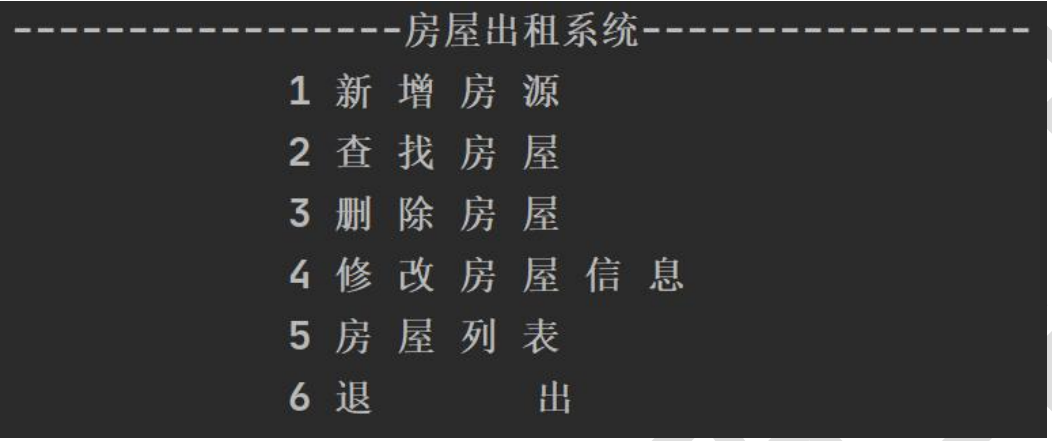 -----------------房屋出租系统-----------------
1 新 增 房 源
2 查 找 房 屋
3 删 除 房 屋
4 修 改 房 屋 信 息
5 房 屋 列 表
6 退 出